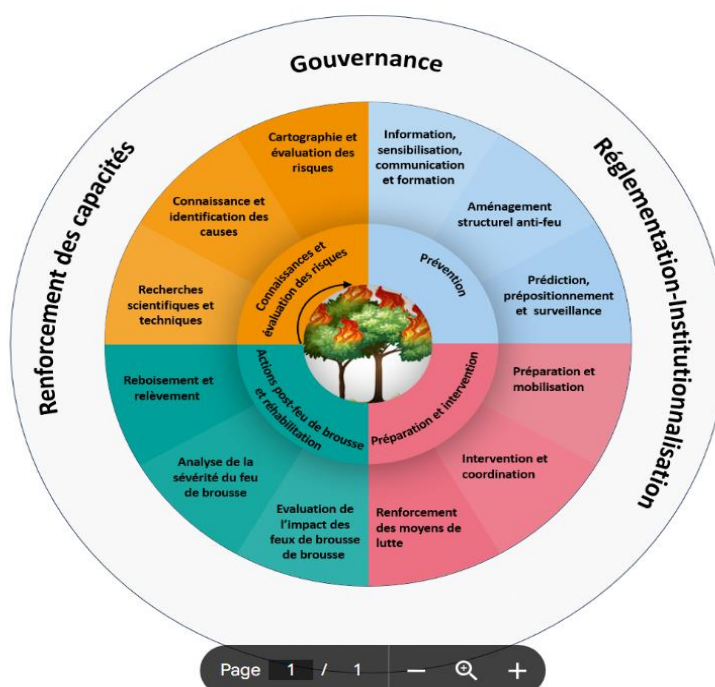 Gouvernance
Renforcement des capacités
Réglementation-Institutionnalisation
Cartographie et
évaluation des
risques
Connaissance et
identification des
causes
Recherches
scientifiques et
techniques
Connaissances et
évaluation des risques
Information,
sensibilisation,
communication
et formation
Aménagement
structurel anti-feu
Prédiction,
prépositionnement
et surveillance
Prévention
Préparation et
mobilisation
Intervention et
coordination
Renforcement
des moyens de
lutte
Préparation et intervention
Reboisement et
relèvement
Analyse de la
sévérité du feu
de brousse
Evaluation de
l'impact des
feux de brousse
de brousse
Actions post-feu de brousse
et réhabilitation
Page 1 / 1